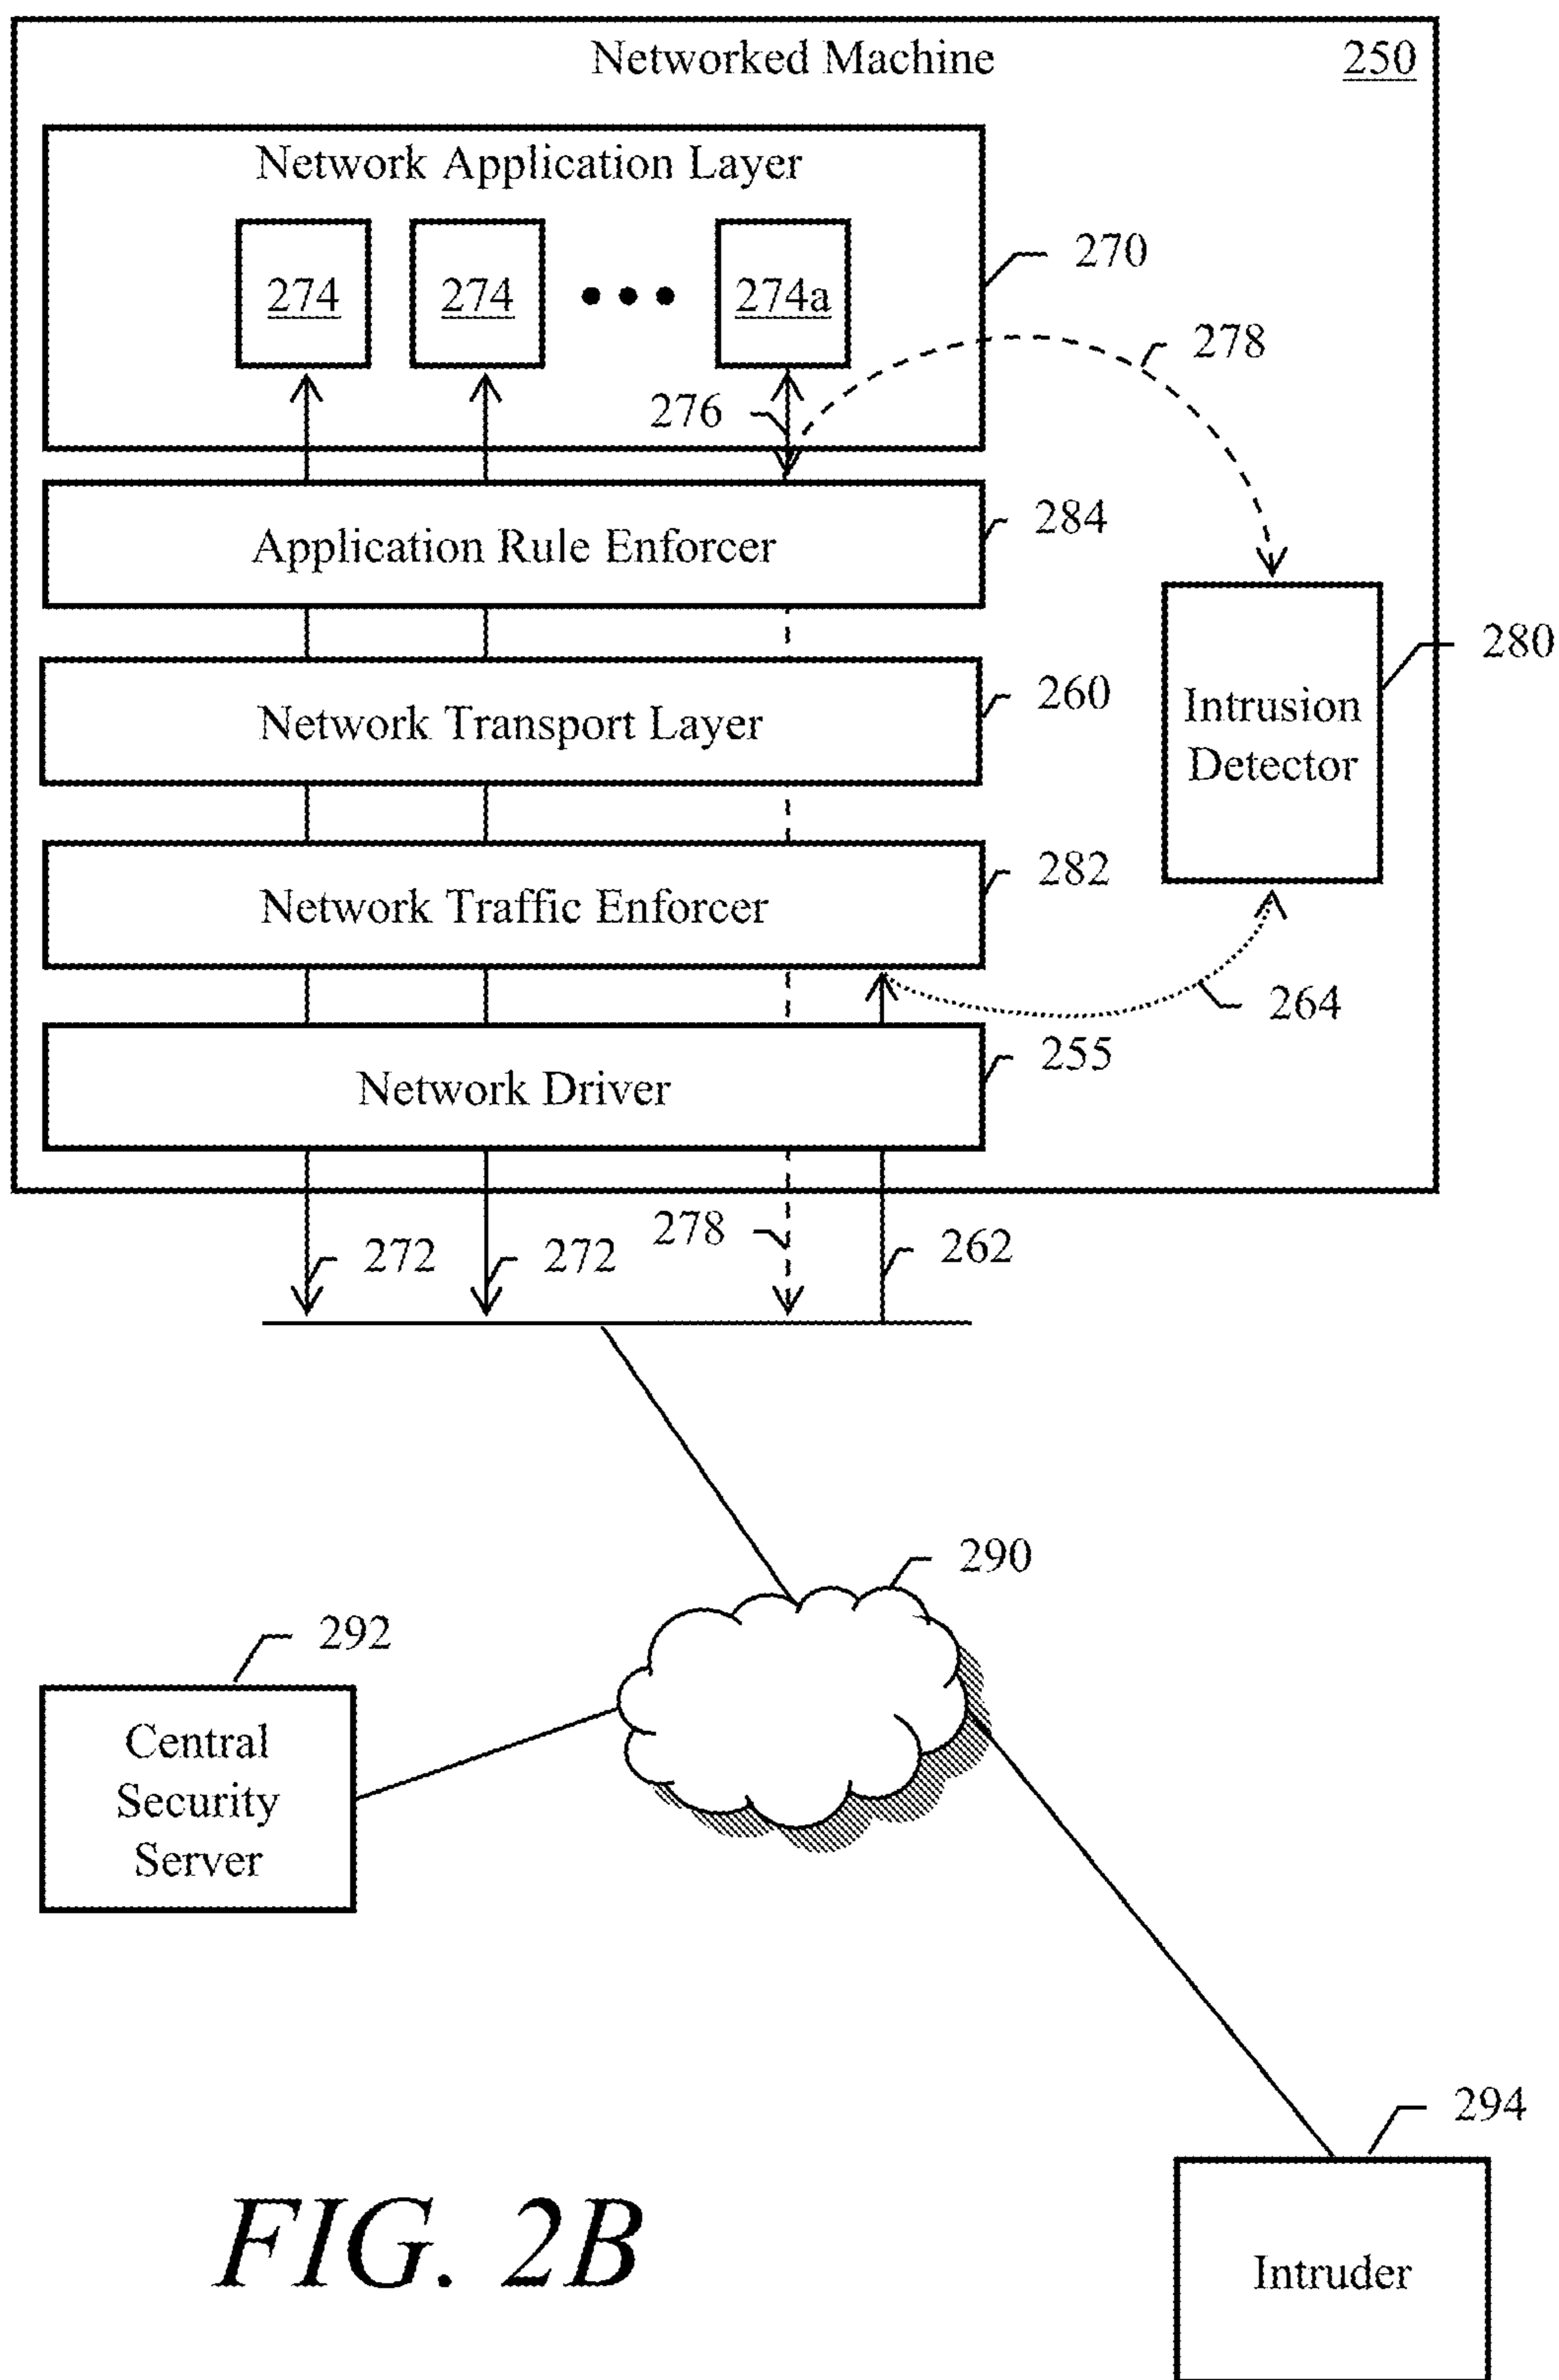 Networked Machine 250
Network Application Layer
274 274 274a
270
278
276
Application Rule Enforcer
284
Network Transport Layer
260
Intrusion
Detector
280
Network Traffic Enforcer
282
264
Network Driver
255
272 272 278 262
290
292
Central
Security
Server
294
Intruder
FIG. 2B